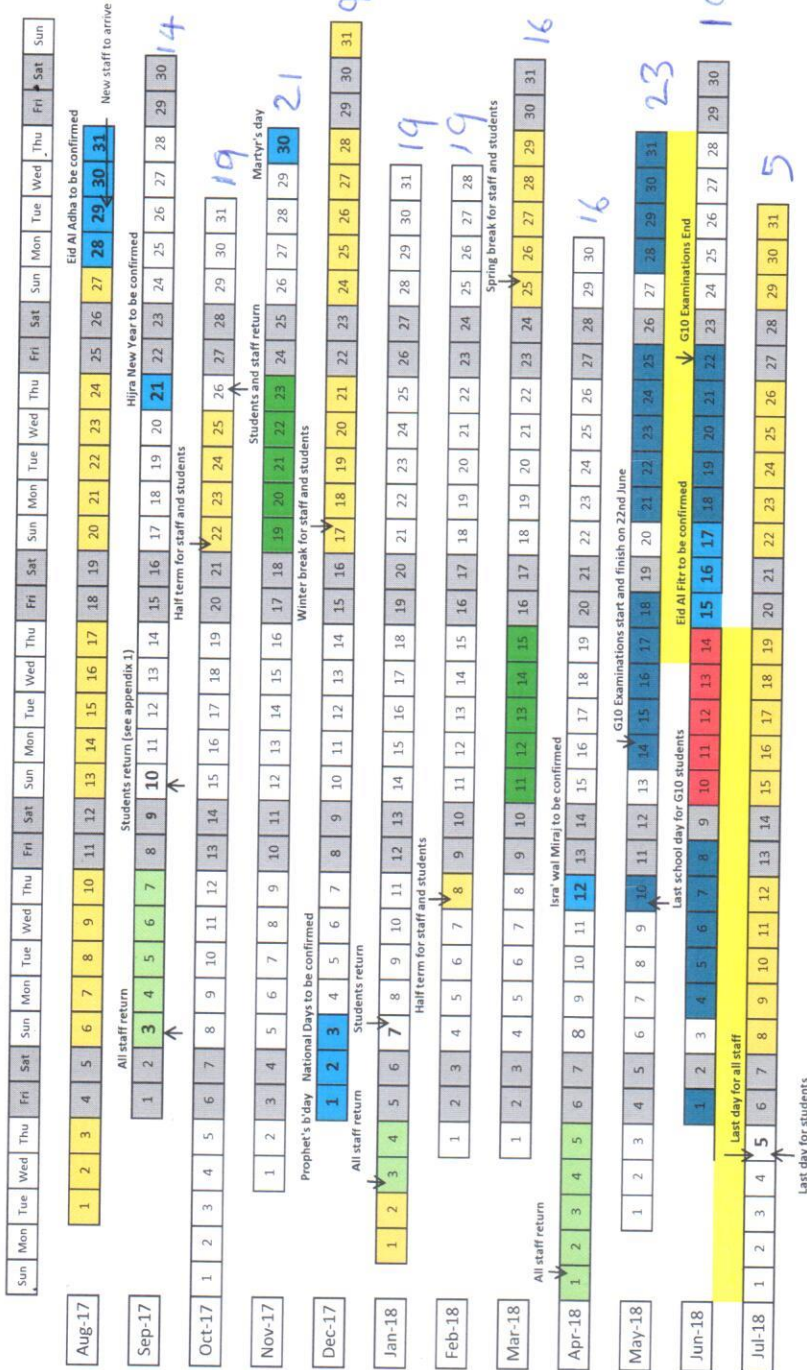 Sun Mon Tue Wed Thu Fri Sat Sun Mon Tue Wed Thu Fri Sat Sun Mon Tue Wed Thu Fri Sat Sun Mon Tue Wed Thu Fri Sat Sun Mon Tue Wed Thu Fri Sat Sun
Eid Al Adha to be confirmed
Aug-17 1 2 3 4 5 6 7 8 9 10 11 12 13 14 15 16 17 18 19 20 21 22 23 24 25 26 27 28 29 30 31
New staff to arrive
All staff return Students return (see appendix 1) Hijra New Year to be confirmed
Sep-17 1 2 3 4 5 6 7 8 9 10 11 12 13 14 15 16 17 18 19 20 21 22 23 24 25 26 27 28 29 30 14
Half term for staff and students
Oct-17 1 2 3 4 5 6 7 8 9 10 11 12 13 14 15 16 17 18 19 20 21 22 23 24 25 26 27 28 29 30 31 19
Students and staff return Martyr's day
Nov-17 1 2 3 4 5 6 7 8 9 10 11 12 13 14 15 16 17 18 19 20 21 22 23 24 25 26 27 28 29 30 21
Prophet's b'day National Days to be confirmed Winter break for staff and students
Dec-17 1 2 3 4 5 6 7 8 9 10 11 12 13 14 15 16 17 18 19 20 21 22 23 24 25 26 27 28 29 30 31
All staff return Students return
Jan-18 1 2 3 4 5 6 7 8 9 10 11 12 13 14 15 16 17 18 19 20 21 22 23 24 25 26 27 28 29 30 31 19
Half term for staff and students
Feb-18 1 2 3 4 5 6 7 8 9 10 11 12 13 14 15 16 17 18 19 20 21 22 23 24 25 26 27 28 19
Spring break for staff and students
Mar-18 1 2 3 4 5 6 7 8 9 10 11 12 13 14 15 16 17 18 19 20 21 22 23 24 25 26 27 28 29 30 31 16
All staff return Isra' wal Miraj to be confirmed
Apr-18 1 2 3 4 5 6 7 8 9 10 11 12 13 14 15 16 17 18 19 20 21 22 23 24 25 26 27 28 29 30 16
G10 Examinations start and finish on 22nd June
May-18 1 2 3 4 5 6 7 8 9 10 11 12 13 14 15 16 17 18 19 20 21 22 23 24 25 26 27 28 29 30 31 23
Last school day for G10 students Eid Al Fitr to be confirmed G10 Examinations End
Jun-18 1 2 3 4 5 6 7 8 9 10 11 12 13 14 15 16 17 18 19 20 21 22 23 24 25 26 27 28 29 30
Last day for all staff
Jul-18 1 2 3 4 5 6 7 8 9 10 11 12 13 14 15 16 17 18 19 20 21 22 23 24 25 26 27 28 29 30 31 5
Last day for students